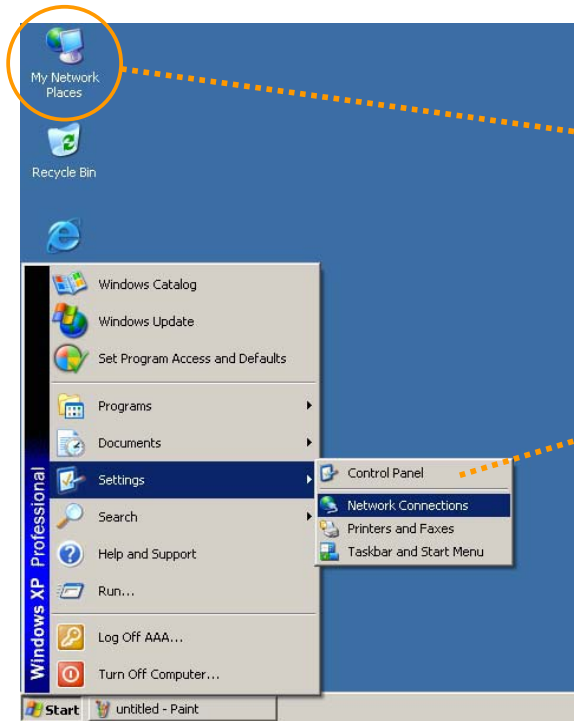 My Network
Places
Recycle Bin
Windows Catalog
Windows Update
Set Program Access and Defaults
Programs
Documents
Settings
Search
Help and Support
Run...
Log Off AAA...
Turn Off Computer...
Control Panel
Network Connections
Printers and Faxes
Taskbar and Start Menu
Windows XP Professional
Start
untitled - Paint